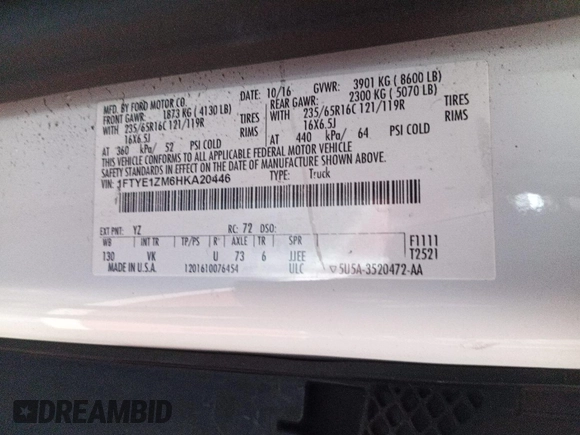 MFD. BY FORD MOTOR CO.
DATE: 10/16 GVWR: 3901 KG ( 8600 LB)
FRONT GAWR: 1873 KG ( 4130 LB) REAR GAWR: 2300 KG ( 5070 LB)
WITH 235/65R16C 121/119R TIRES WITH 235/65R16C 121/119R TIRES
16X6.5J RIMS 16X6.5J RIMS
AT 360 kPa/ 52 PSI COLD AT 440 kPa/ 64 PSI COLD
THIS VEHICLE CONFORMS TO ALL APPLICABLE FEDERAL MOTOR VEHICLE
SAFETY STANDARDS IN EFFECT ON THE DATE OF MANUFACTURE SHOWN ABOVE.
VIN: 1FTYE1ZM6HKA20446 TYPE: Truck
EXT PNT: YZ RC: 72 DSO:
WB INT TR TP/PS R AXLE TR SPR F1111
130 VK U 73 6 JJEE T2521
MADE IN U.S.A. 1201610076454 ULC 5U5A-3520472-AA
DREAMBID